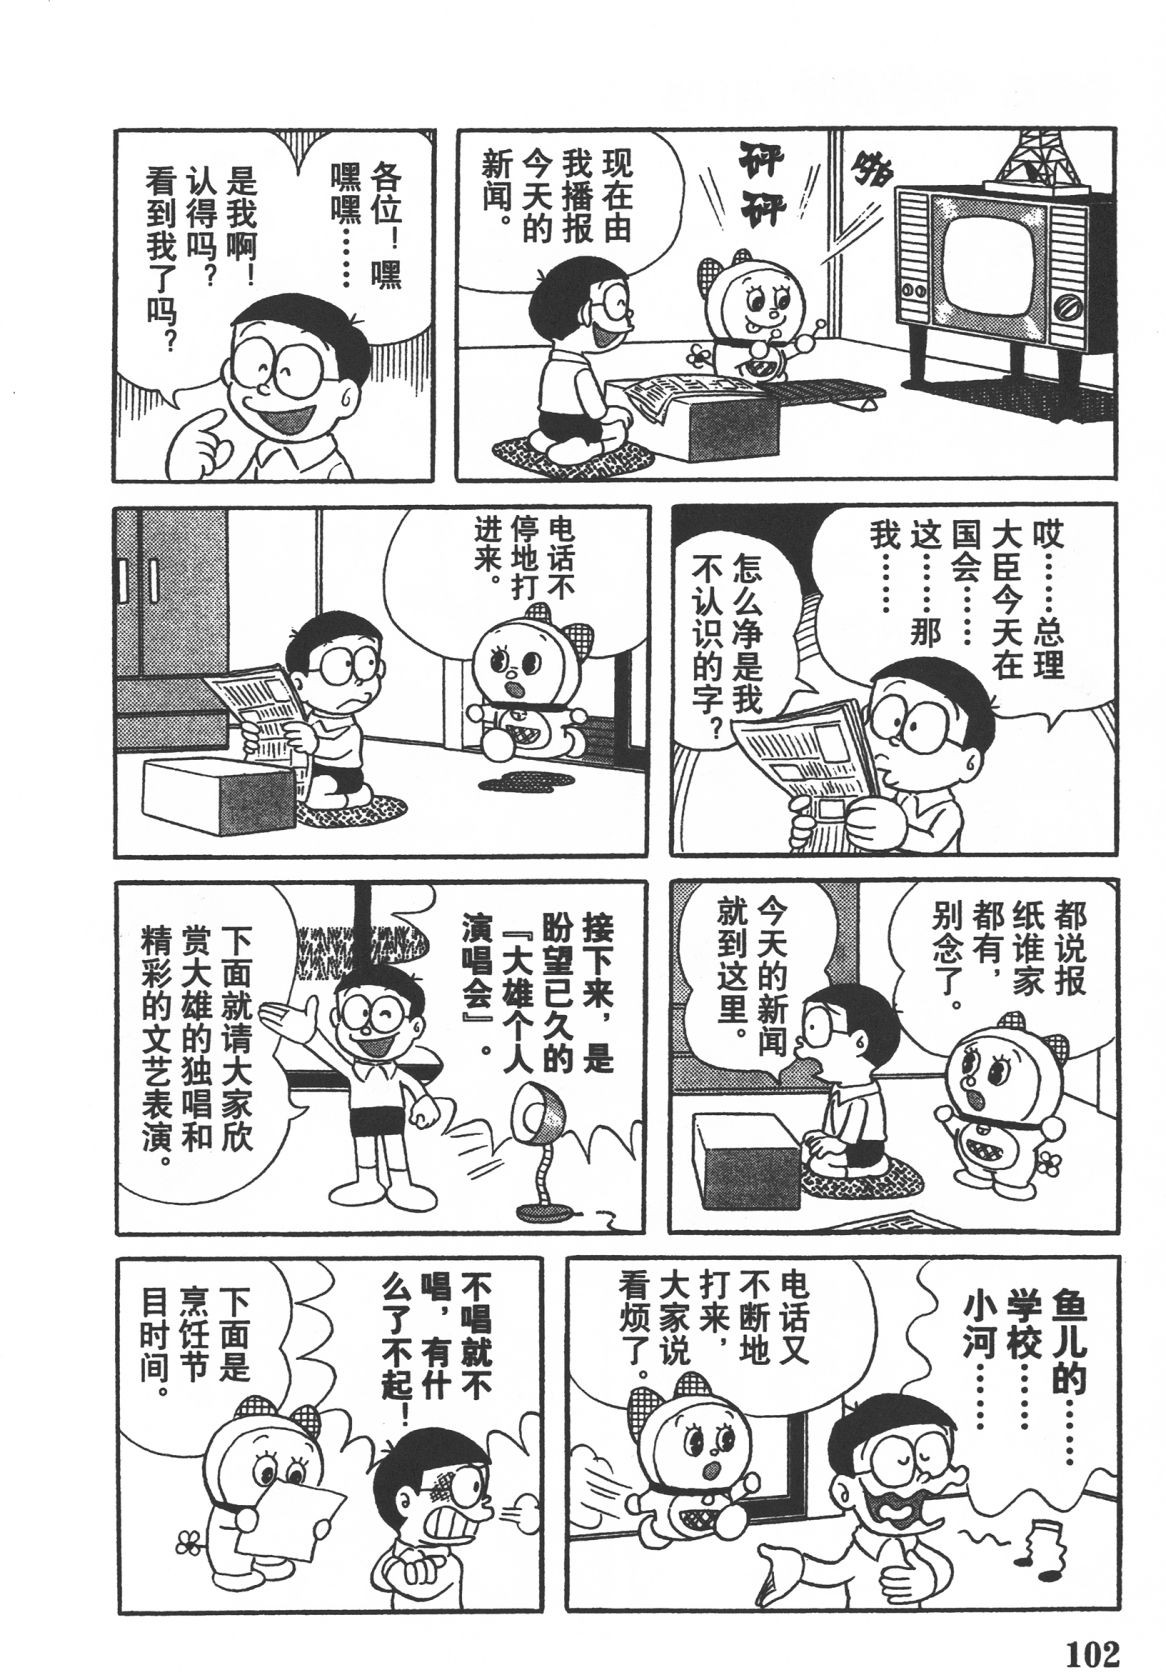 砰
砰
啪
现在由
我播报
今天的
新闻。
各位！嘿
嘿嘿……
是我啊！
认得吗？
看到我了吗？
哎……总理
大臣今天在
国会……
这……那
我……
怎么净是我
不认识的字？
电话不
停地打
进来。
都说报
纸谁家
都有，
别念了。
今天的新闻
就到这里。
接下来，是
盼望已久的
『大雄个人
演唱会』。
下面就请大家欣
赏大雄的独唱和
精彩的文艺表演。
鱼儿的……
学校……
小河……
电话又
不断地
打来，
大家说
看烦了。
不唱就不
唱，有什
么了不起！
下面是
烹饪节
目时间。
102